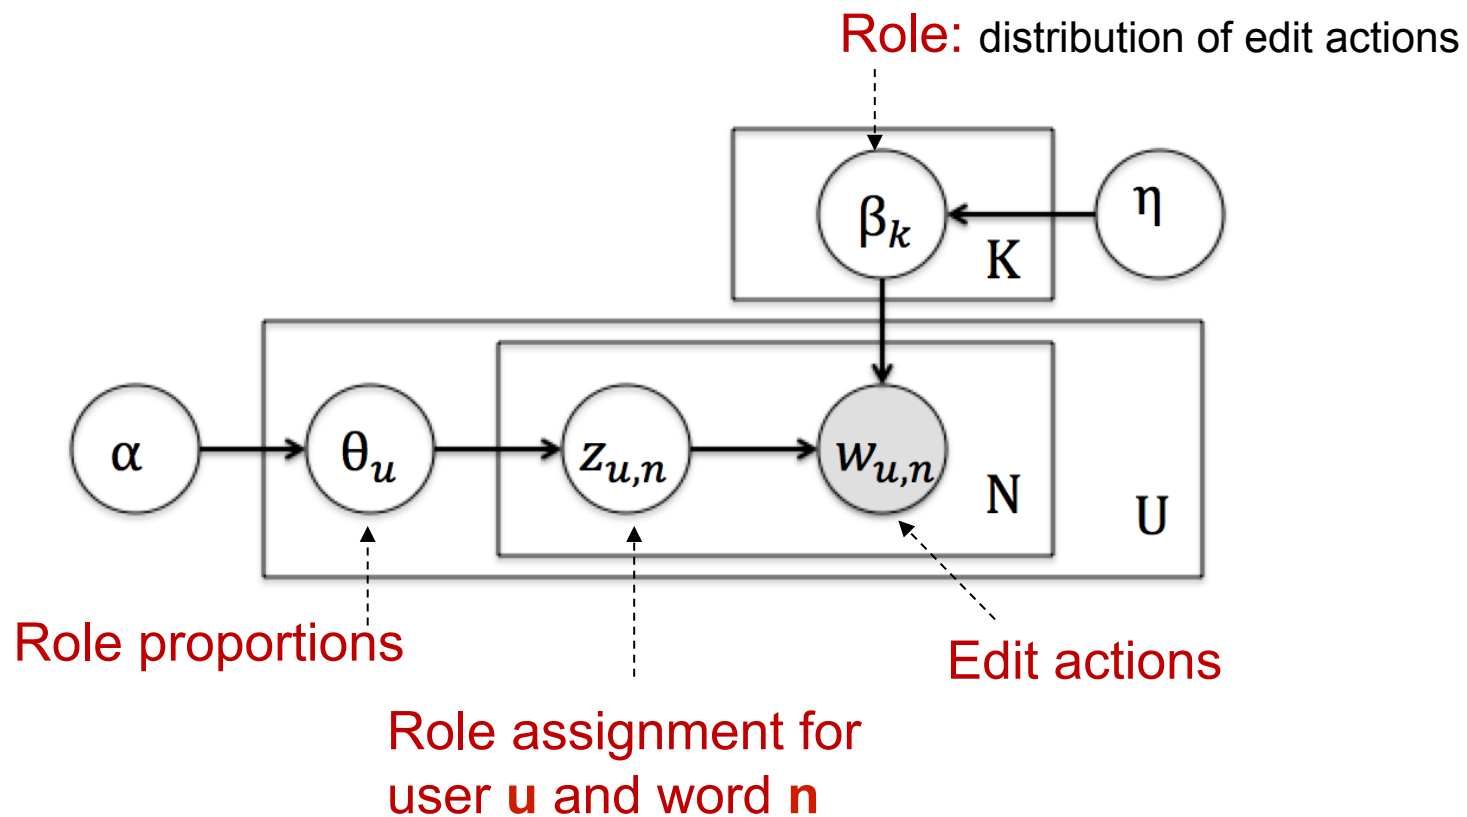 Role: distribution of edit actions
βk
η
K
α
θu
zu,n
wu,n
N
U
Role proportions
Edit actions
Role assignment for
user u and word n